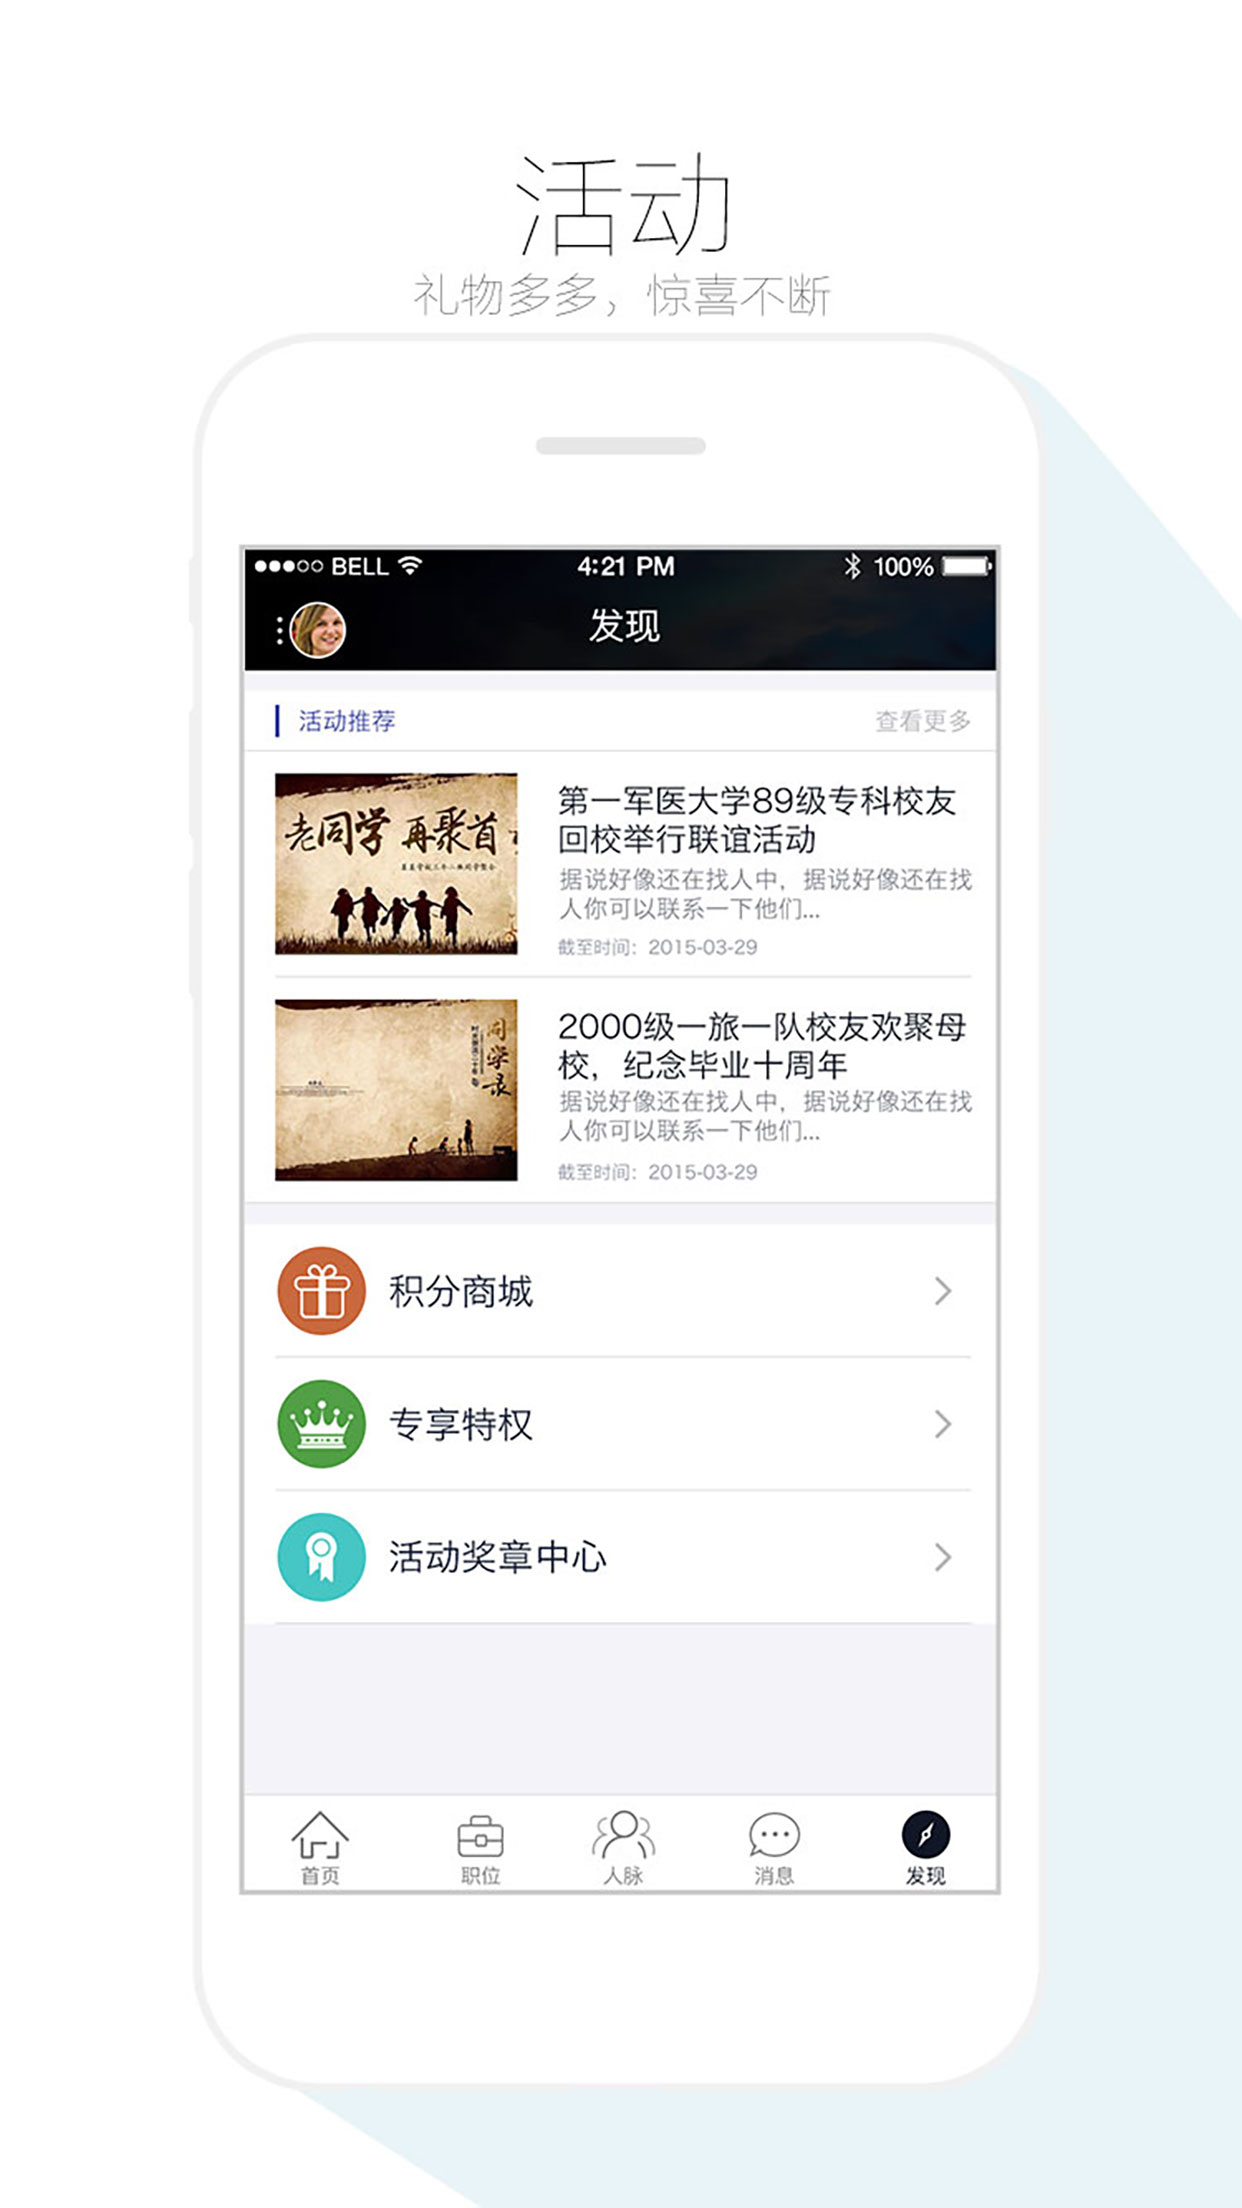 活动
礼物多多，惊喜不断
BELL 4:21 PM 100%
发现
活动推荐 查看更多
老同学 再聚首
第一军医大学89级专科校友
回校举行联谊活动
据说好像还在找人中，据说好像还在找
人你可以联系一下他们...
截至时间：2015-03-29
同学录
2000级一旅一队校友欢聚母
校，纪念毕业十周年
据说好像还在找人中，据说好像还在找
人你可以联系一下他们...
截至时间：2015-03-29
积分商城
专享特权
活动奖章中心
首页 职位 人脉 消息 发现